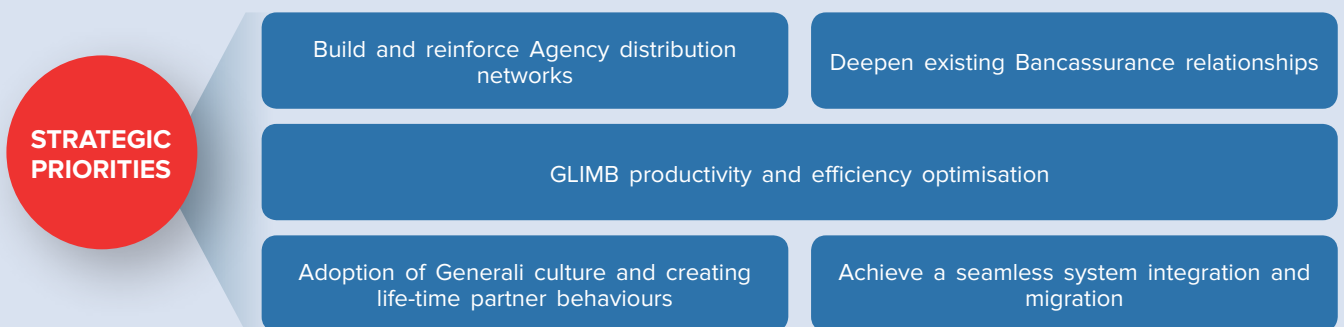 STRATEGIC
PRIORITIES
Build and reinforce Agency distribution
networks
Deepen existing Bancassurance relationships
GLIMB productivity and efficiency optimisation
Adoption of Generali culture and creating
life-time partner behaviours
Achieve a seamless system integration and
migration